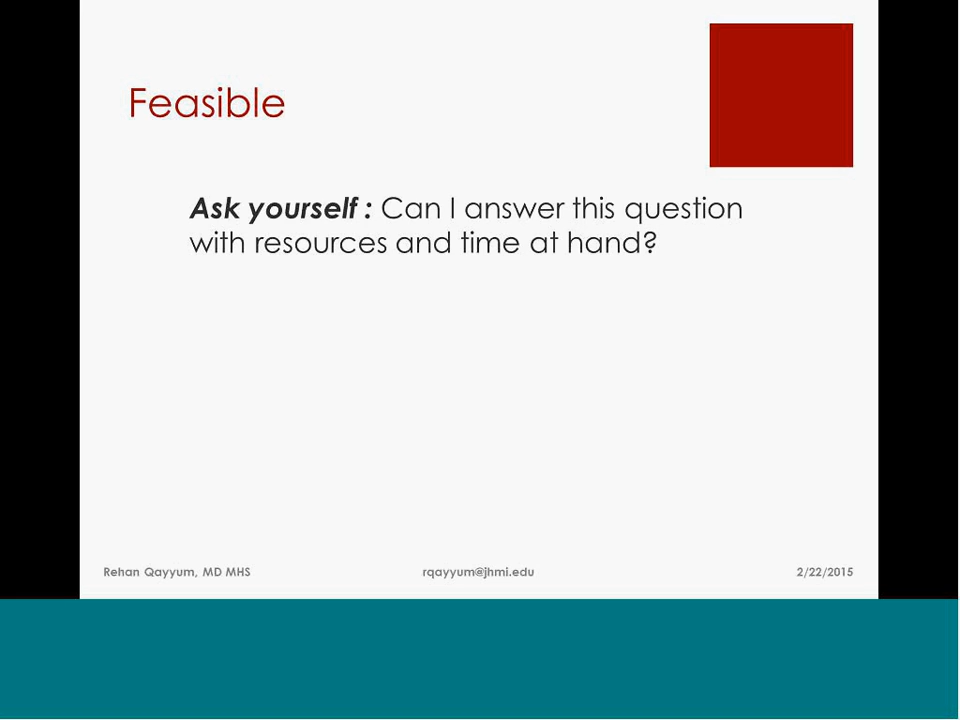 Feasible
Ask yourself : Can I answer this question
with resources and time at hand?
Rehan Qayyum, MD MHS rqayyum@jhmi.edu 2/22/2015